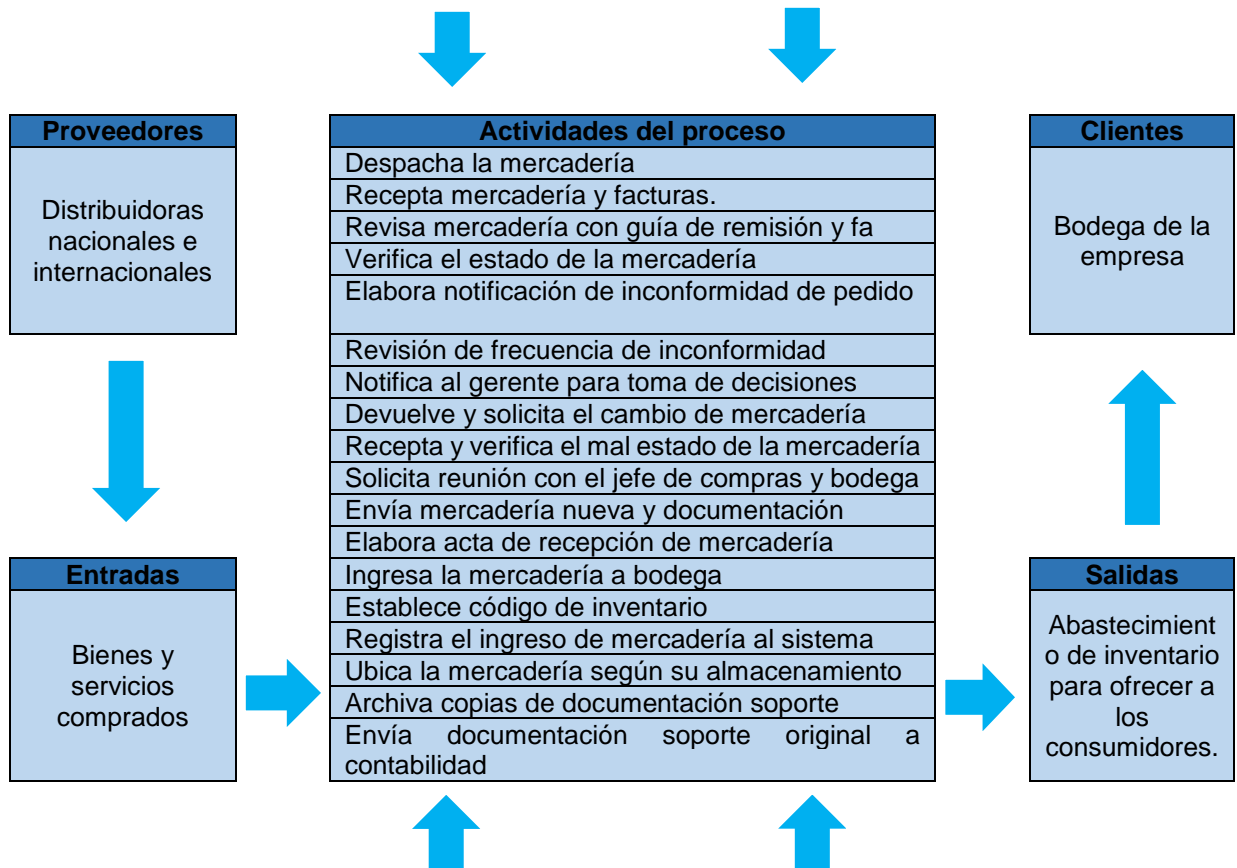 Proveedores
Distribuidoras
nacionales e
internacionales
Entradas
Bienes y
servicios
comprados
Actividades del proceso
Despacha la mercadería
Recepta mercadería y facturas.
Revisa mercadería con guía de remisión y fa
Verifica el estado de la mercadería
Elabora notificación de inconformidad de pedido
Revisión de frecuencia de inconformidad
Notifica al gerente para toma de decisiones
Devuelve y solicita el cambio de mercadería
Recepta y verifica el mal estado de la mercadería
Solicita reunión con el jefe de compras y bodega
Envía mercadería nueva y documentación
Elabora acta de recepción de mercadería
Ingresa la mercadería a bodega
Establece código de inventario
Registra el ingreso de mercadería al sistema
Ubica la mercadería según su almacenamiento
Archiva copias de documentación soporte
Envía documentación soporte original a
contabilidad
Clientes
Bodega de la
empresa
Salidas
Abastecimient
o de inventario
para ofrecer a
los
consumidores.